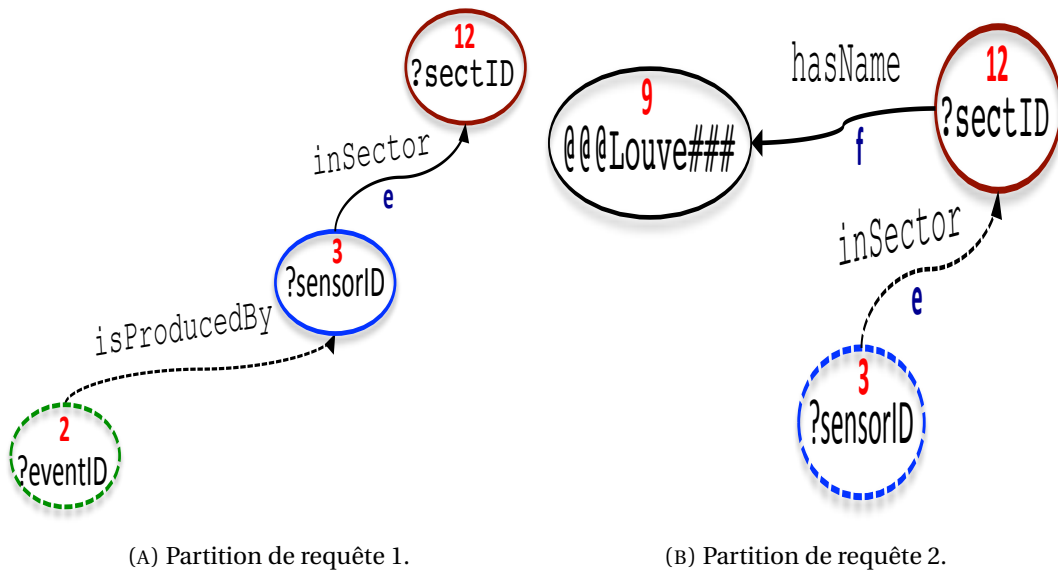 12
?sectID
inSector
e
3
?sensorID
isProducedBy
2
?eventID
(A) Partition de requête 1.
hasName
12
?sectID
9
@@@Louve###
f
inSector
e
3
?sensorID
(B) Partition de requête 2.